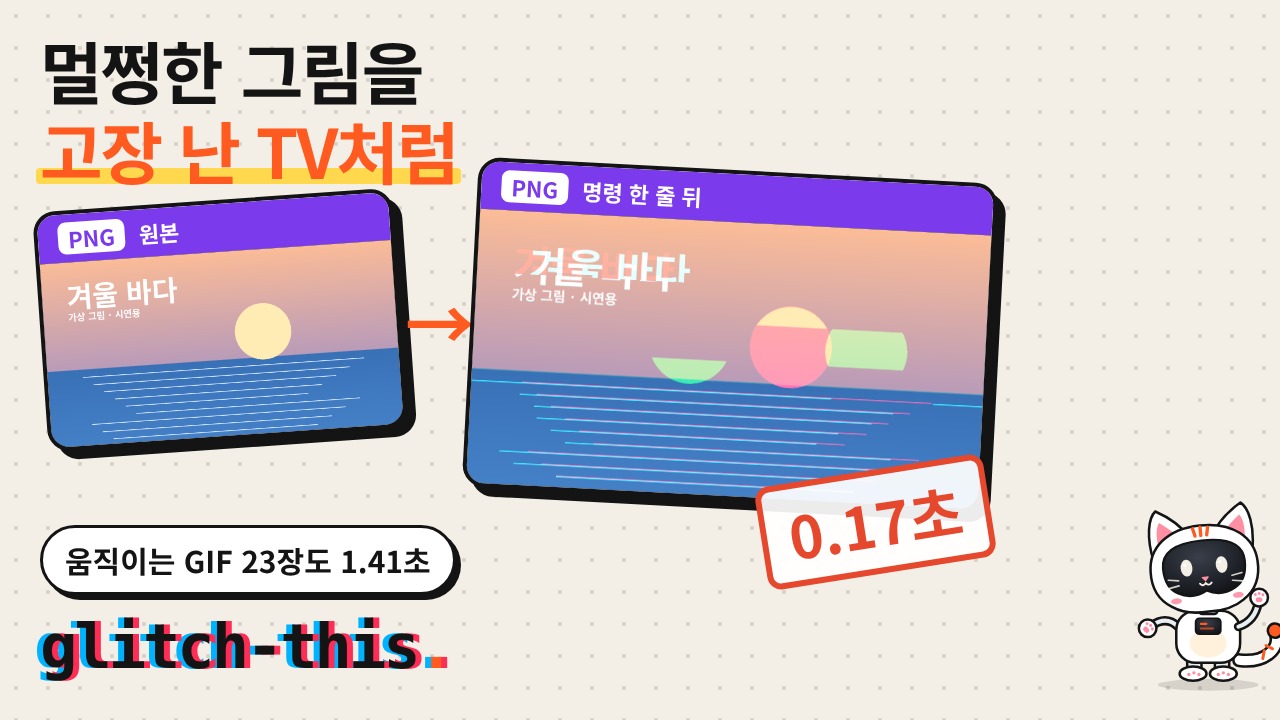 멀쩡한 그림을
고장 난 TV처럼
PNG 원본
겨울 바다
가상 그림 · 시연용
PNG 명령 한 줄 뒤
겨울 바다
가상 그림 · 시연용
0.17초
움직이는 GIF 23장도 1.41초
glitch-this.